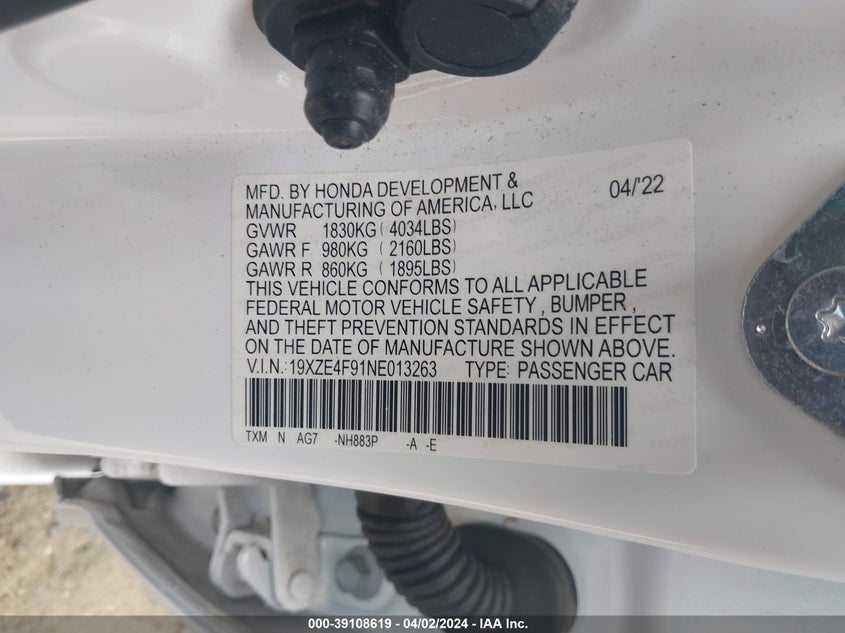 MFD. BY HONDA DEVELOPMENT & 04/'22
MANUFACTURING OF AMERICA, LLC
GVWR 1830KG ( 4034LBS)
GAWR F 980KG ( 2160LBS)
GAWR R 860KG ( 1895LBS)
THIS VEHICLE CONFORMS TO ALL APPLICABLE
FEDERAL MOTOR VEHICLE SAFETY , BUMPER ,
AND THEFT PREVENTION STANDARDS IN EFFECT
ON THE DATE OF MANUFACTURE SHOWN ABOVE.
V.I.N.: 19XZE4F91NE013263 TYPE: PASSENGER CAR
TXM N AG7 -NH883P -A -E
000-39108619 - 04/02/2024 - IAA Inc.